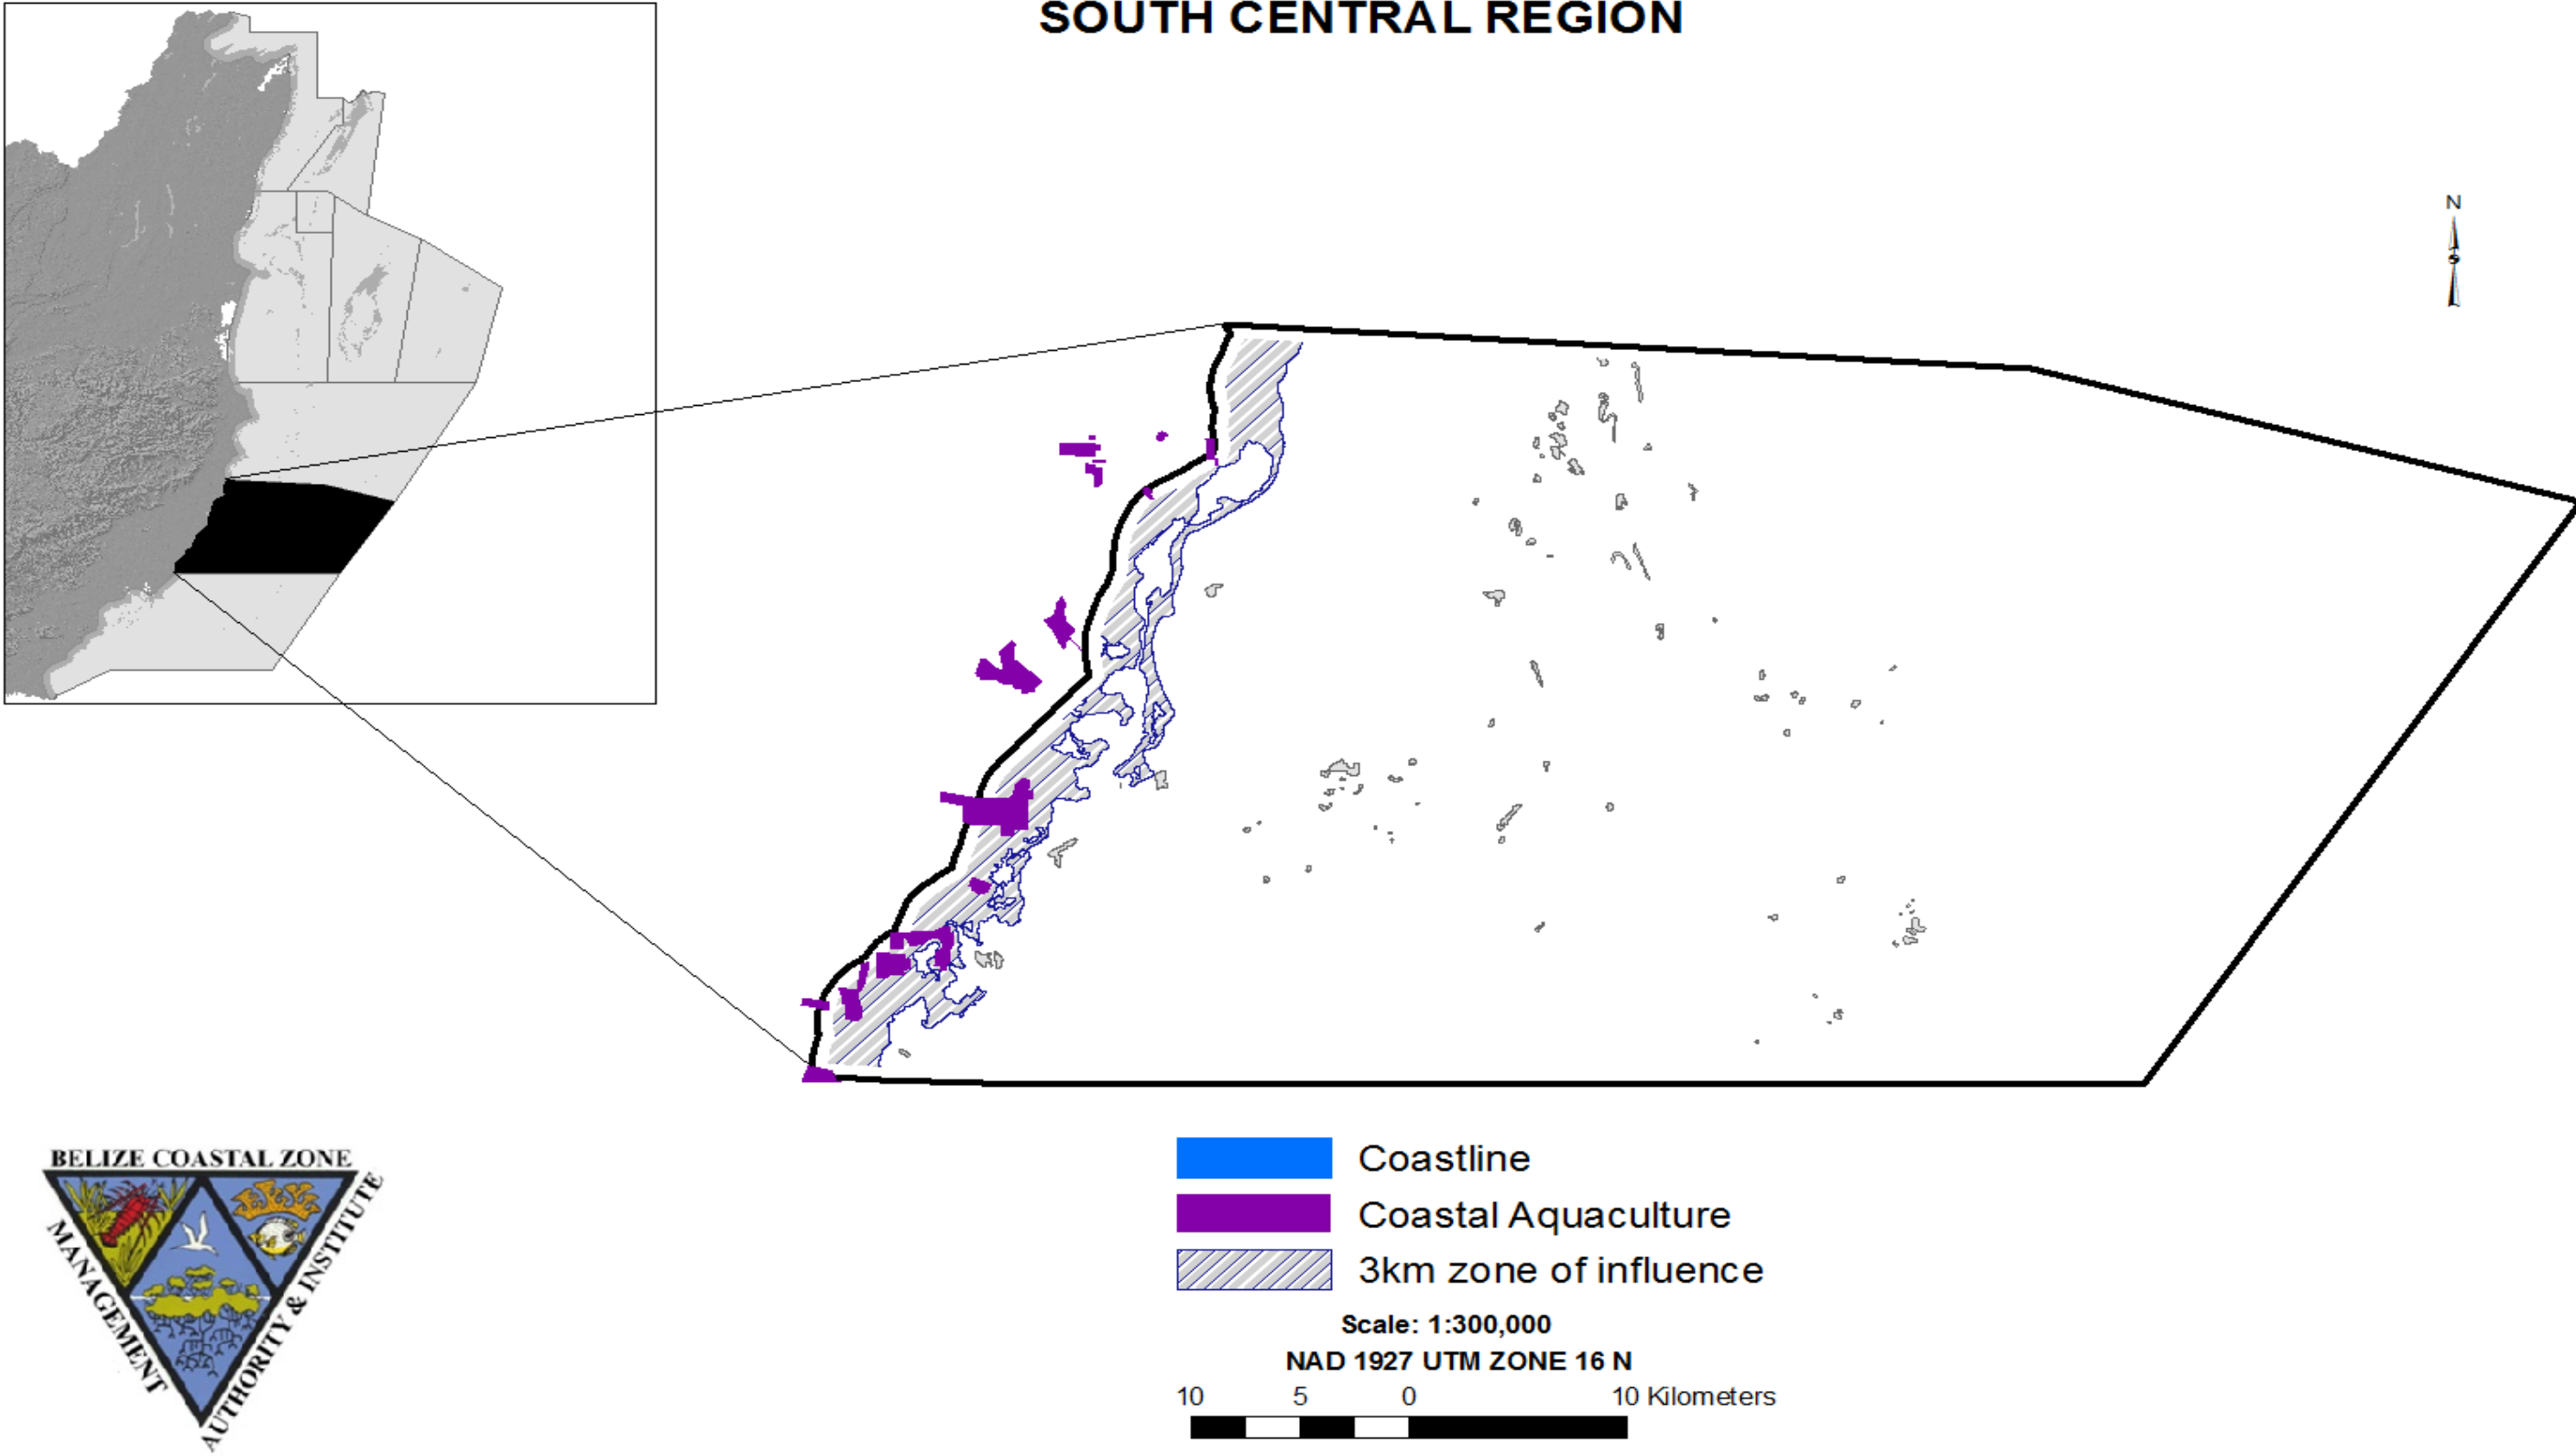 SOUTH CENTRAL REGION
N
Coastline
Coastal Aquaculture
3km zone of influence
Scale: 1:300,000
NAD 1927 UTM ZONE 16 N
10 5 0 10 Kilometers
BELIZE COASTAL ZONE
MANAGEMENT
AUTHORITY & INSTITUTE